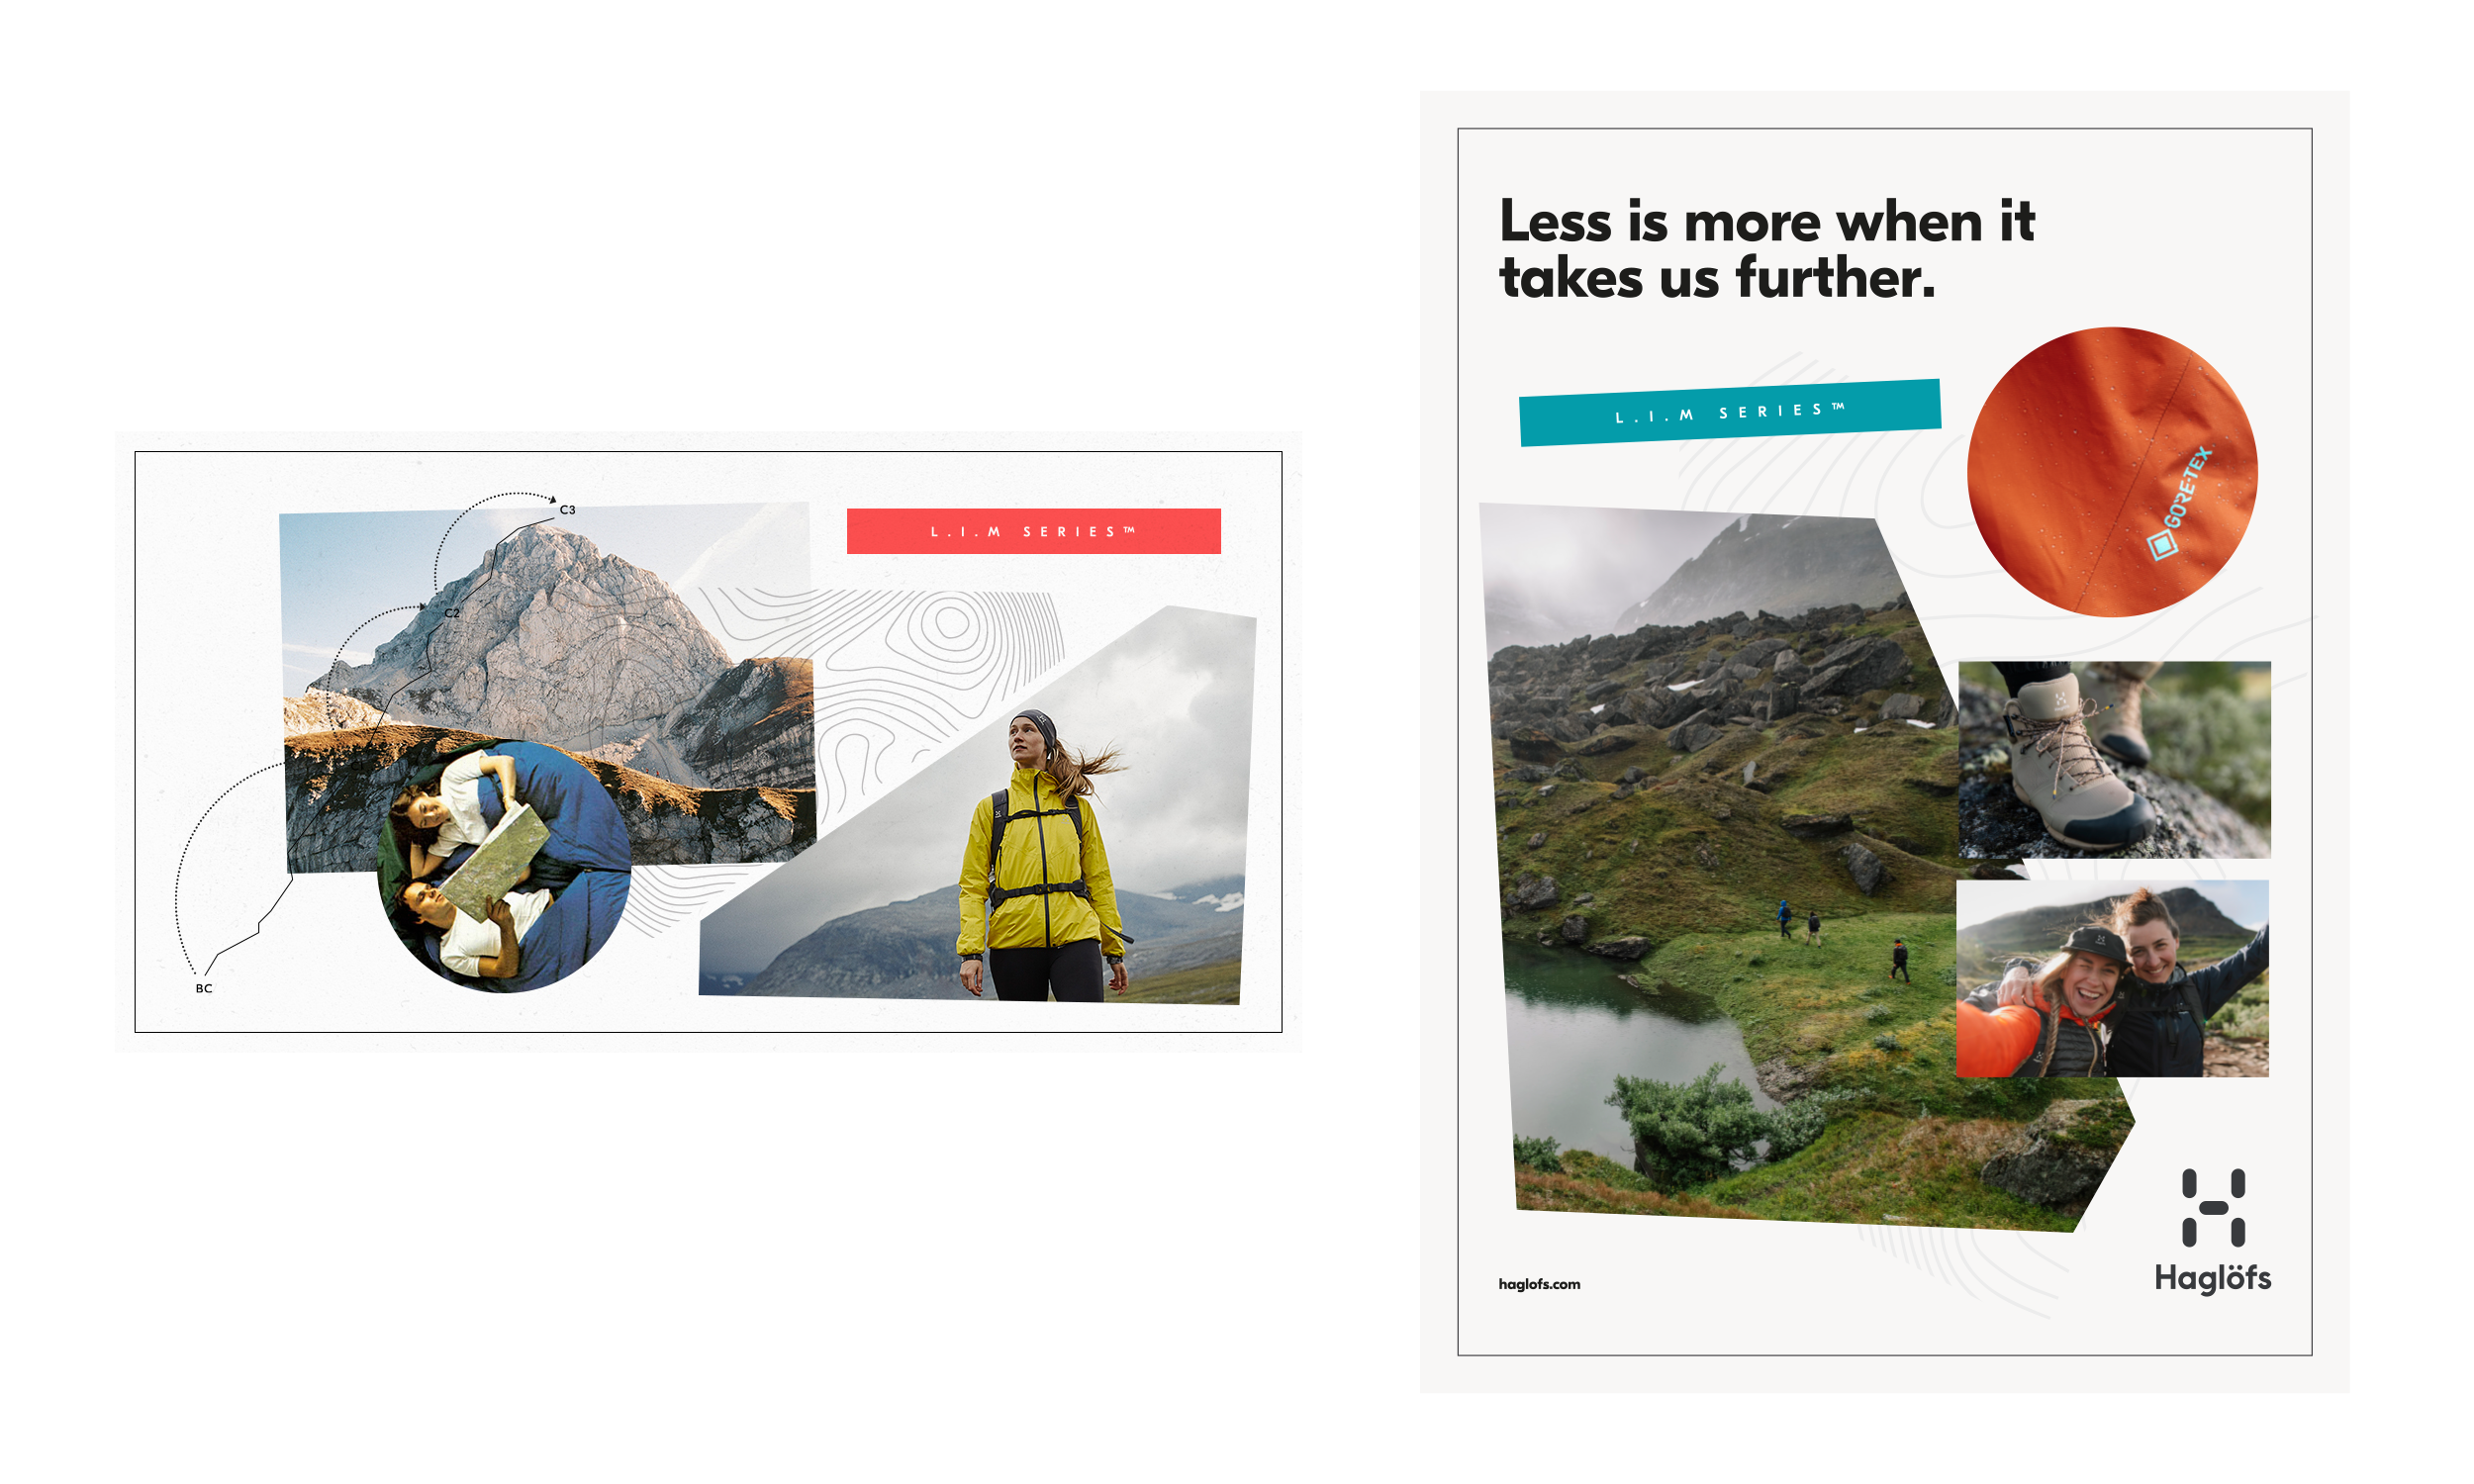 C3
L.I.M SERIES™
C2
BC
Less is more when it
takes us further.
L.I.M SERIES™
GORE-TEX
haglofs.com
Haglöfs